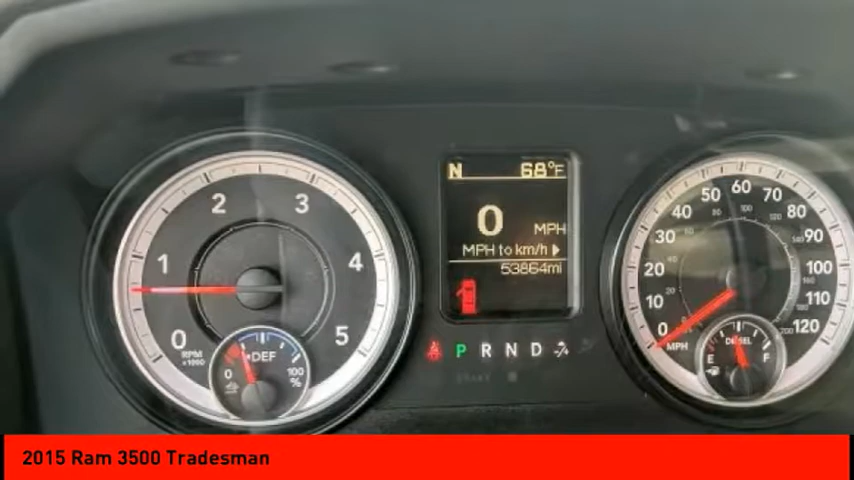 N 68°F
0 MPH
MPH to km/h
53864mi
P R N D
0 1 2 3 4 5
RPM x1000
DEF
0 100 %
0 10 20 30 40 50 60 70 80 90 100 110 120
MPH
DIESEL
E F
2015 Ram 3500 Tradesman